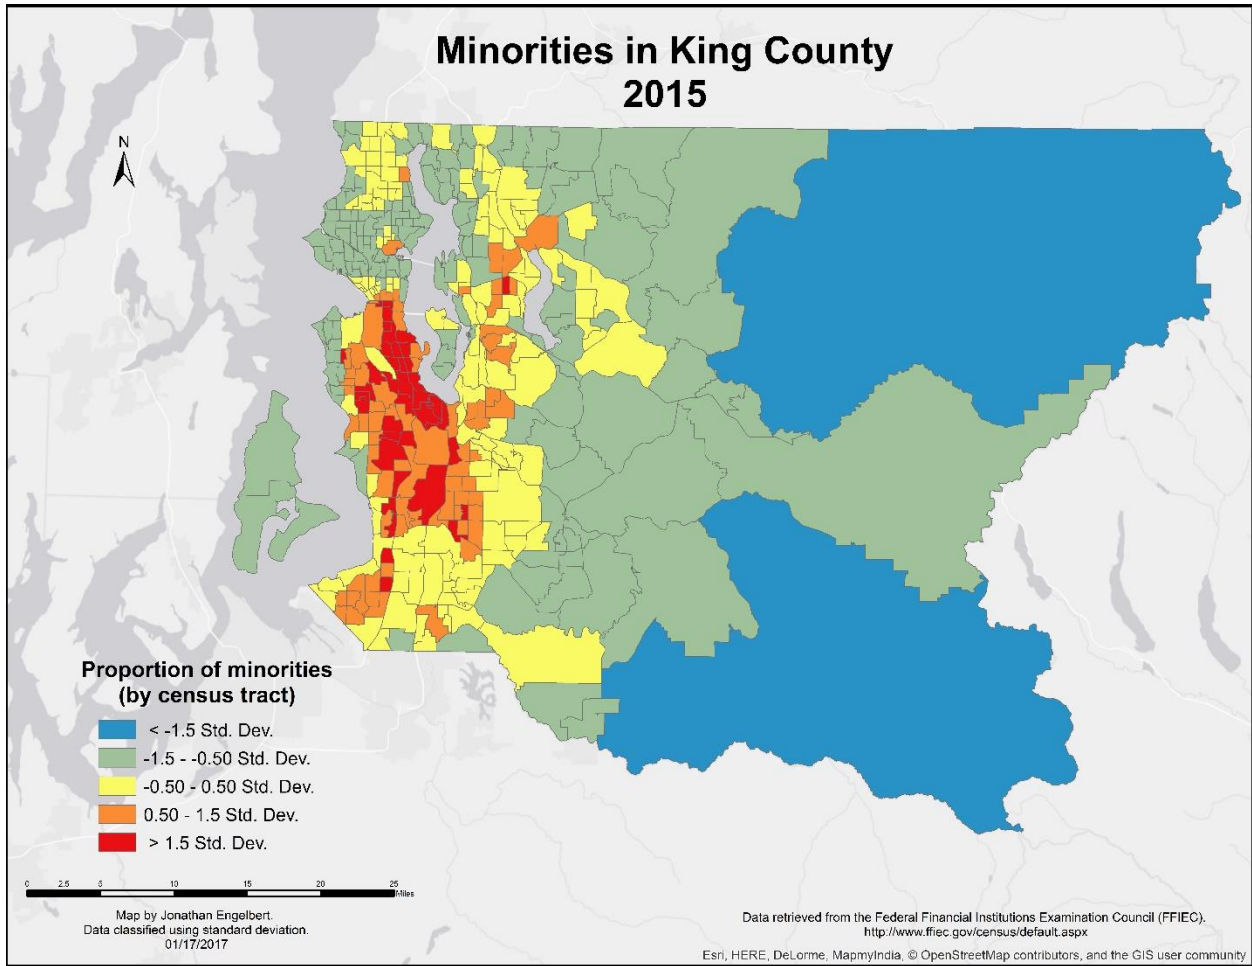 Minorities in King County
2015
N
Proportion of minorities
(by census tract)
< -1.5 Std. Dev.
-1.5 - -0.50 Std. Dev.
-0.50 - 0.50 Std. Dev.
0.50 - 1.5 Std. Dev.
> 1.5 Std. Dev.
0 2.5 5 10 15 20 25
Miles
Map by Jonathan Engelbert.
Data classified using standard deviation.
01/17/2017
Data retrieved from the Federal Financial Institutions Examination Council (FFIEC).
http://www.ffiec.gov/census/default.aspx
Esri, HERE, DeLorme, MapmyIndia, © OpenStreetMap contributors, and the GIS user community